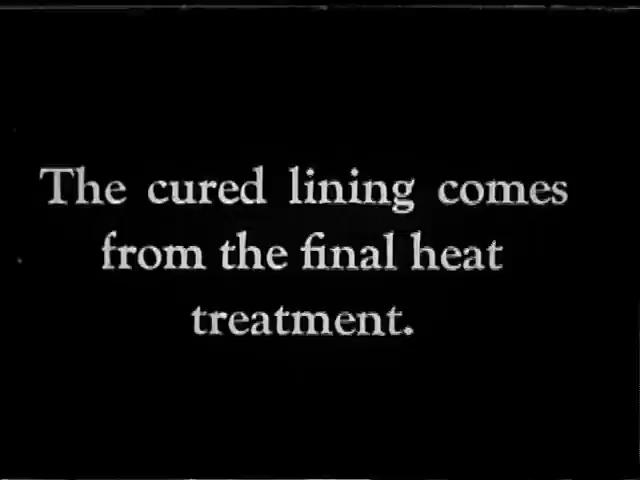 The cured lining comes
from the final heat
treatment.